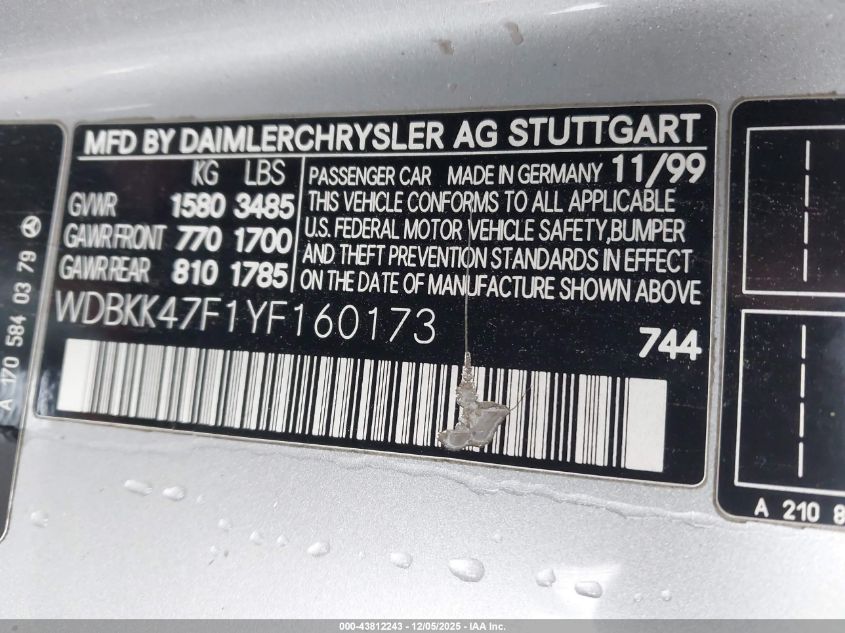 MFD BY DAIMLERCHRYSLER AG STUTTGART
KG LBS
GVWR 1580 3485
GAWR FRONT 770 1700
GAWR REAR 810 1785
PASSENGER CAR MADE IN GERMANY 11/99
THIS VEHICLE CONFORMS TO ALL APPLICABLE
U.S. FEDERAL MOTOR VEHICLE SAFETY,BUMPER
AND THEFT PREVENTION STANDARDS IN EFFECT
ON THE DATE OF MANUFACTURE SHOWN ABOVE
WDBKK47F1YF160173
744
A 170 584 03 79
A 210 8
000-43812243 - 12/05/2025 - IAA Inc.